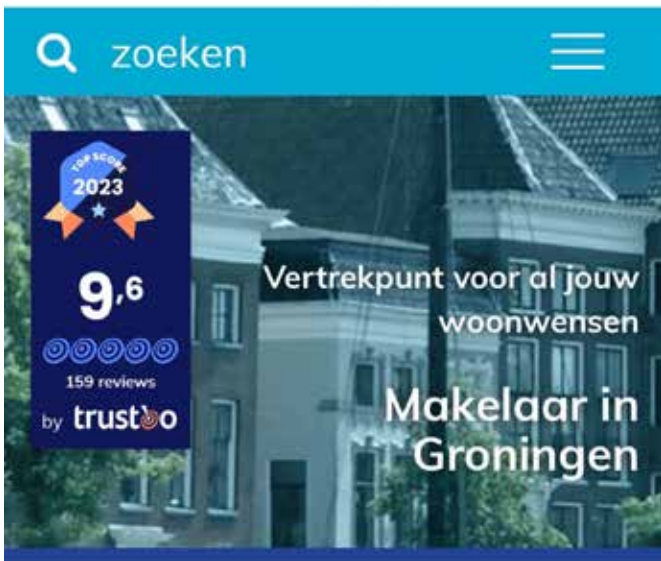 zoeken
TOP SCORE
2023
9,6
159 reviews
by trustoo
Vertrekpunt voor al jouw
woonwensen
Makelaar in
Groningen